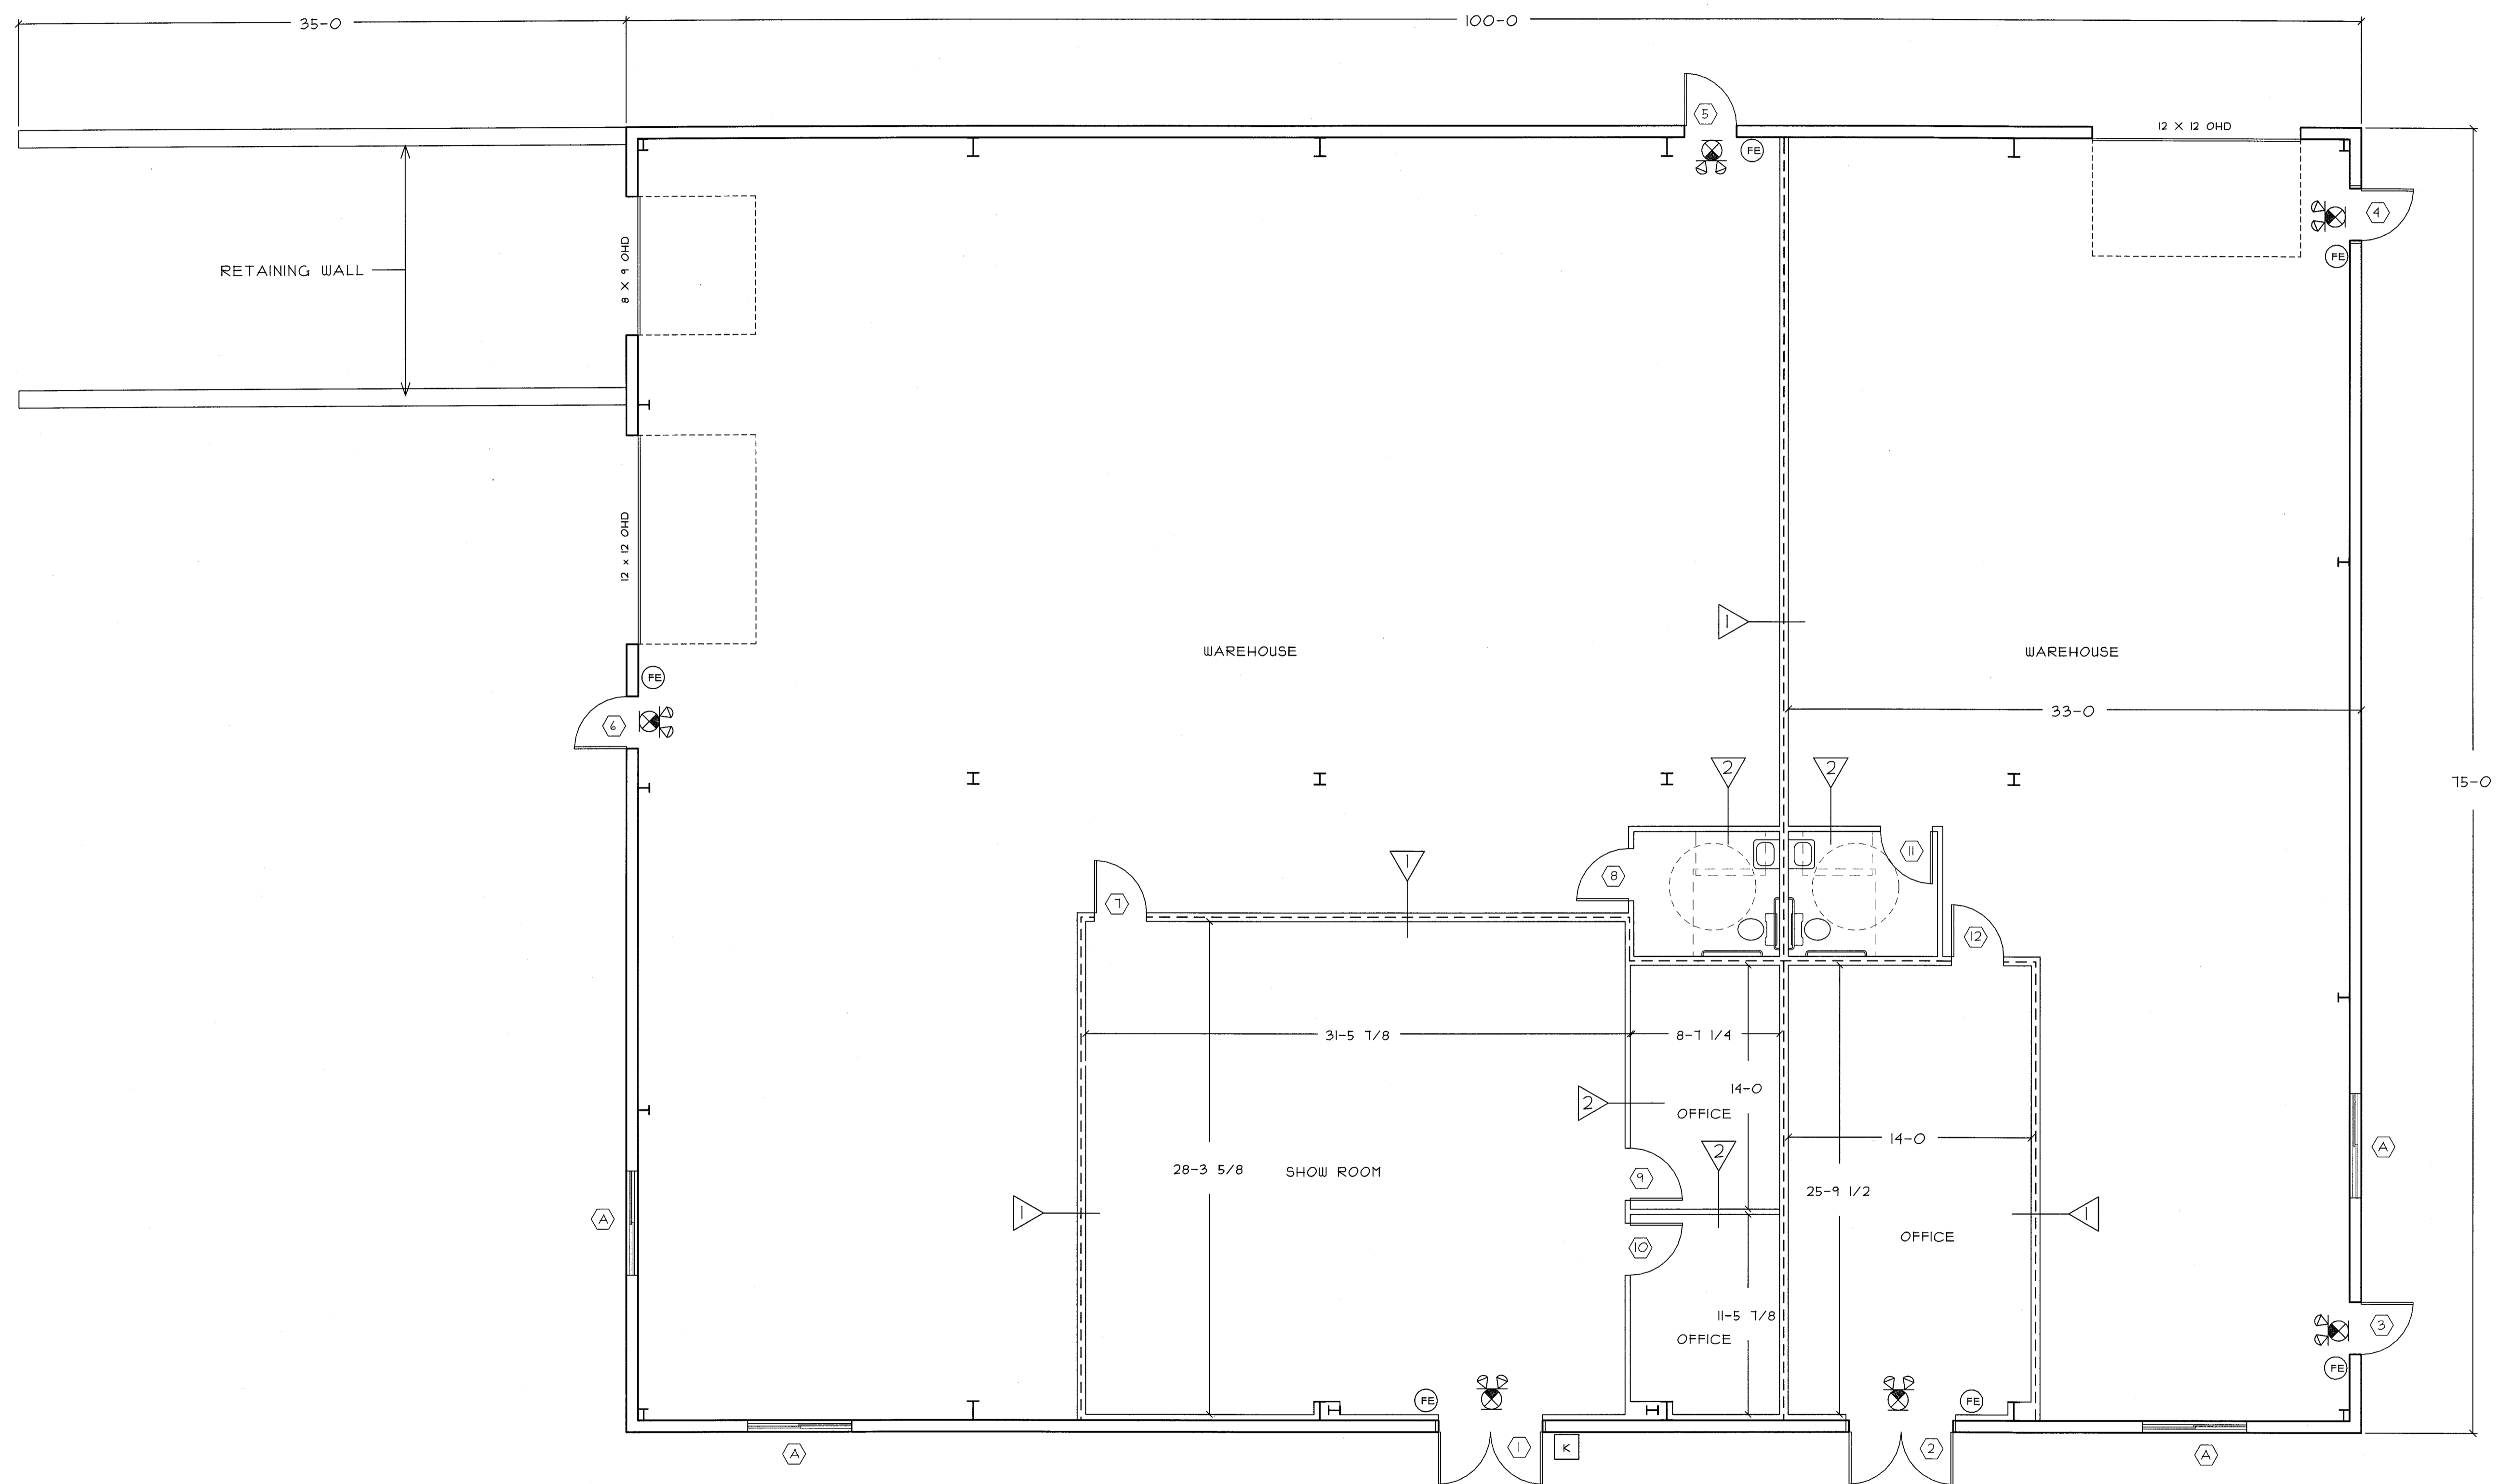 35-0
100-0
5
12 X 12 OHD
FE
4
FE
8 X 9 OHD
RETAINING WALL
12 x 12 OHD
1
WAREHOUSE
WAREHOUSE
FE
33-0
6
2
2
75-0
1
11
8
7
12
31-5 7/8
8-7 1/4
14-0
2
OFFICE
14-0
A
2
28-3 5/8
SHOW ROOM
9
25-9 1/2
1
1
A
OFFICE
10
11-5 7/8
3
OFFICE
FE
FE
FE
1
K
2
A
A